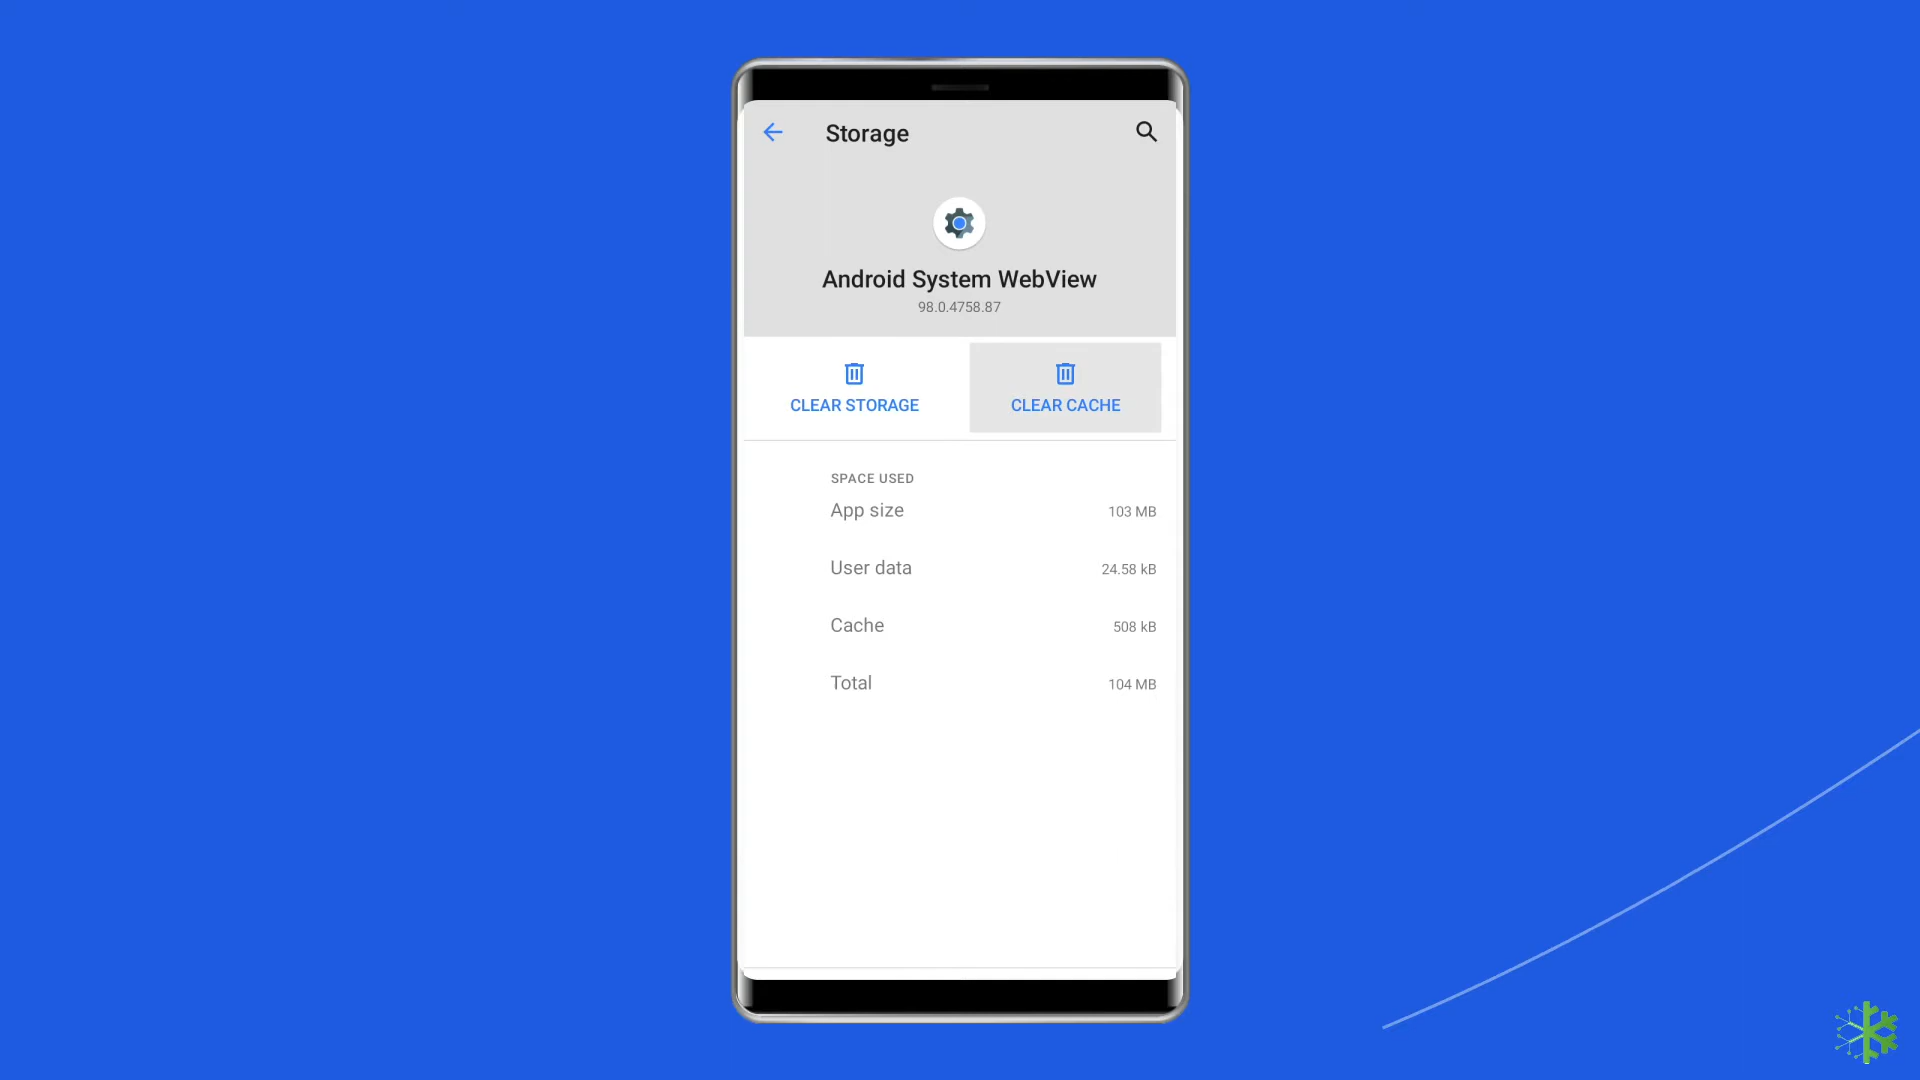 Storage
Android System WebView
98.0.4758.87
CLEAR STORAGE
CLEAR CACHE
SPACE USED
App size
103 MB
User data
24.58 kB
Cache
508 kB
Total
104 MB